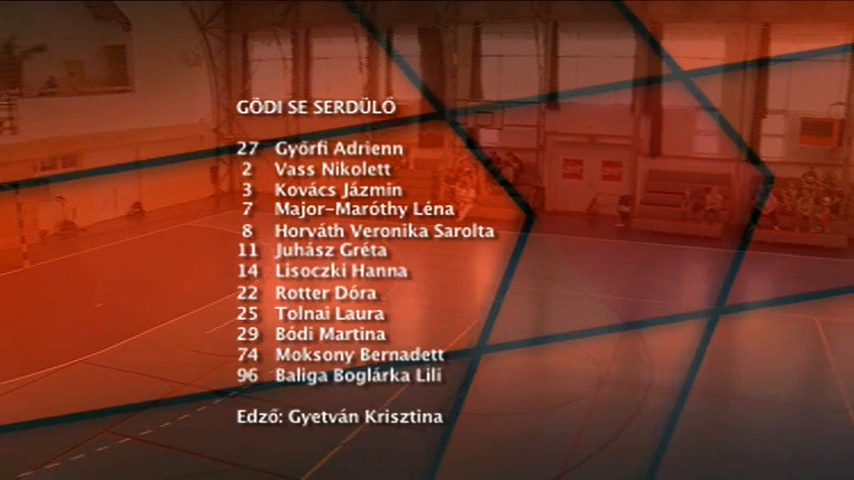 GÖDI SE SERDÜLŐ
27 Győrfi Adrienn
2 Vass Nikolett
3 Kovács Jázmin
7 Major-Maróthy Léna
8 Horváth Veronika Sarolta
11 Juhász Gréta
14 Lisoczki Hanna
22 Rotter Dóra
25 Tolnai Laura
29 Bódi Martina
74 Moksony Bernadett
96 Baliga Boglárka Lili
Edző: Gyetván Krisztina